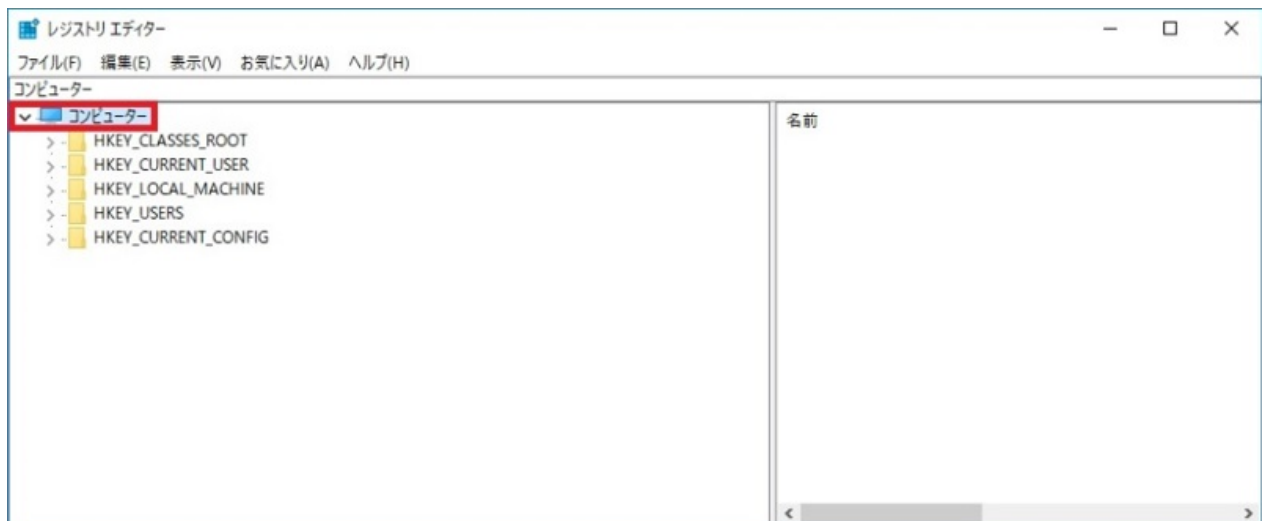 レジストリ エディター
ファイル(F) 編集(E) 表示(V) お気に入り(A) ヘルプ(H)
コンピューター
コンピューター
名前
HKEY_CLASSES_ROOT
HKEY_CURRENT_USER
HKEY_LOCAL_MACHINE
HKEY_USERS
HKEY_CURRENT_CONFIG